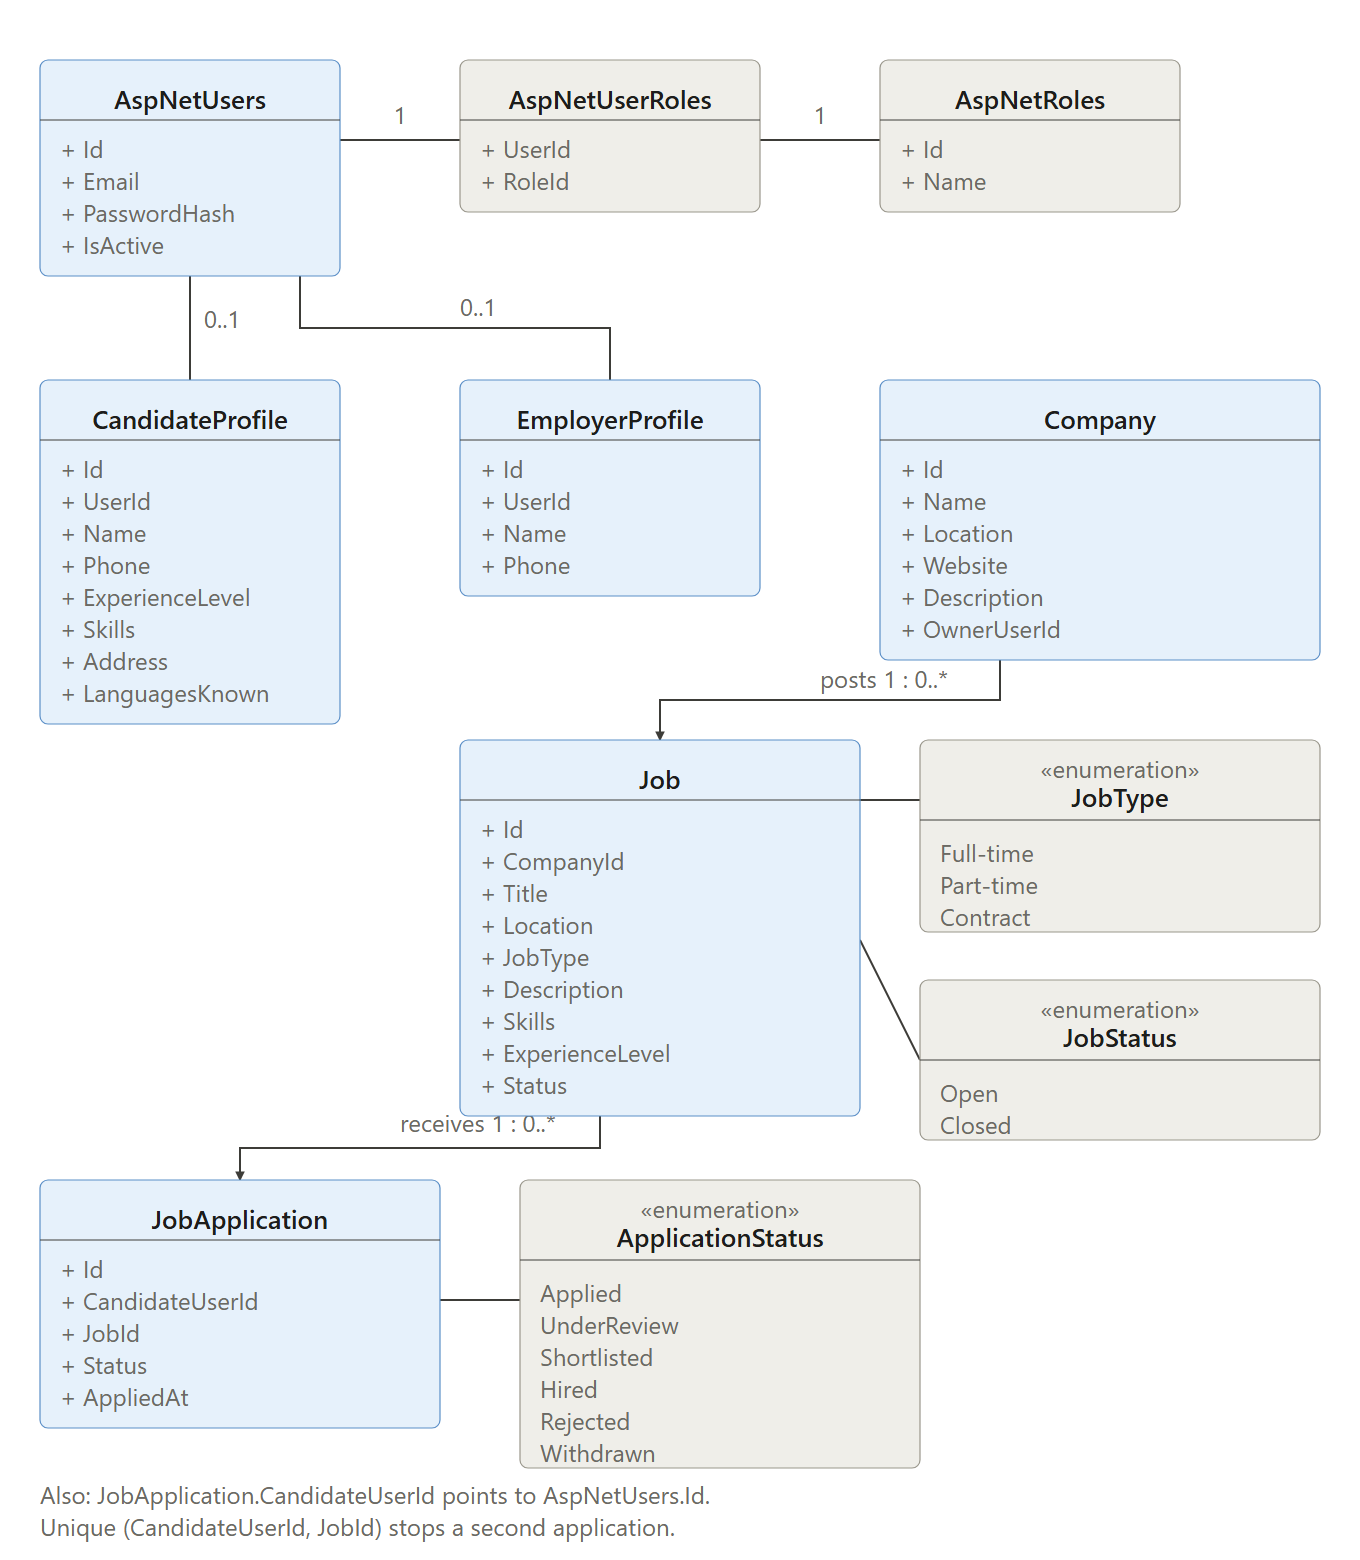 AspNetUsers
+ Id
+ Email
+ PasswordHash
+ IsActive
1
AspNetUserRoles
+ UserId
+ RoleId
1
AspNetRoles
+ Id
+ Name
0..1
0..1
CandidateProfile
+ Id
+ UserId
+ Name
+ Phone
+ ExperienceLevel
+ Skills
+ Address
+ LanguagesKnown
EmployerProfile
+ Id
+ UserId
+ Name
+ Phone
Company
+ Id
+ Name
+ Location
+ Website
+ Description
+ OwnerUserId
posts 1 : 0..*
Job
+ Id
+ CompanyId
+ Title
+ Location
+ JobType
+ Description
+ Skills
+ ExperienceLevel
+ Status
«enumeration»
JobType
Full-time
Part-time
Contract
«enumeration»
JobStatus
Open
Closed
receives 1 : 0..*
JobApplication
+ Id
+ CandidateUserId
+ JobId
+ Status
+ AppliedAt
«enumeration»
ApplicationStatus
Applied
UnderReview
Shortlisted
Hired
Rejected
Withdrawn
Also: JobApplication.CandidateUserId points to AspNetUsers.Id.
Unique (CandidateUserId, JobId) stops a second application.